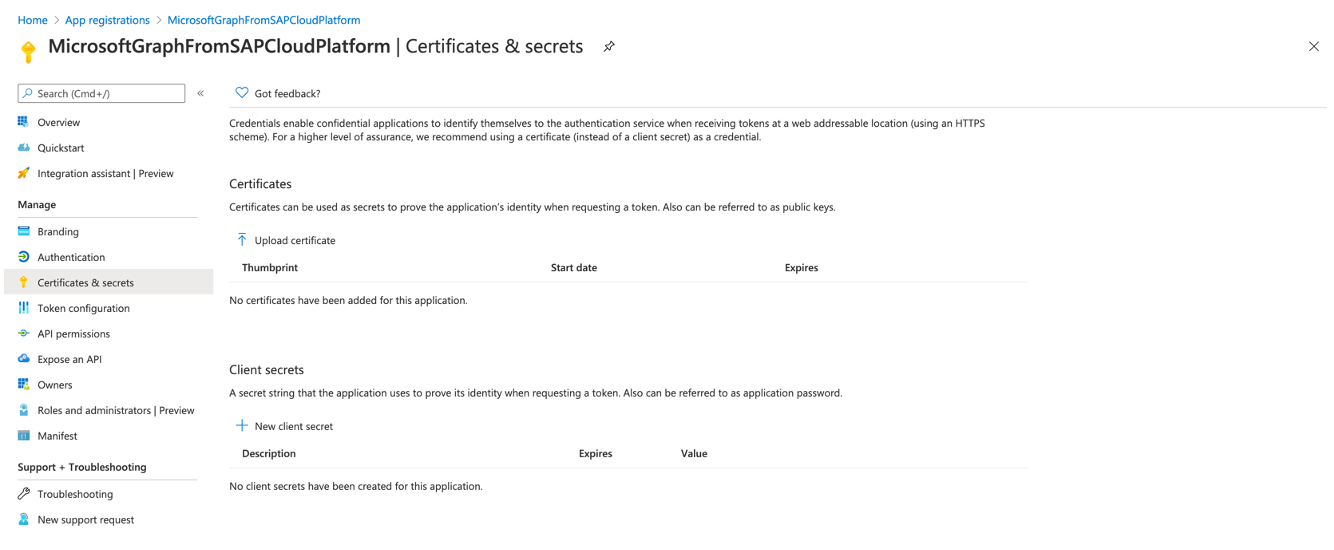 Home > App registrations > MicrosoftGraphFromSAPCloudPlatform
MicrosoftGraphFromSAPCloudPlatform | Certificates & secrets
Search (Cmd+/)
«
Overview
Quickstart
Integration assistant | Preview
Manage
Branding
Authentication
Certificates & secrets
Token configuration
API permissions
Expose an API
Owners
Roles and administrators | Preview
Manifest
Support + Troubleshooting
Troubleshooting
New support request
Got feedback?
Credentials enable confidential applications to identify themselves to the authentication service when receiving tokens at a web addressable location (using an HTTPS
scheme). For a higher level of assurance, we recommend using a certificate (instead of a client secret) as a credential.
Certificates
Certificates can be used as secrets to prove the application's identity when requesting a token. Also can be referred to as public keys.
Upload certificate
Thumbprint Start date Expires
No certificates have been added for this application.
Client secrets
A secret string that the application uses to prove its identity when requesting a token. Also can be referred to as application password.
New client secret
Description Expires Value
No client secrets have been created for this application.